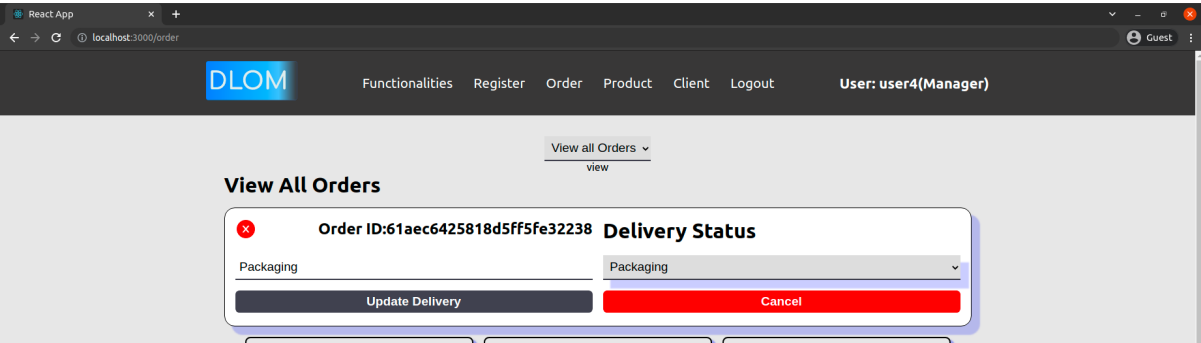 React App
localhost:3000/order
Guest
DLOM Functionalities Register Order Product Client Logout User: user4(Manager)
View all Orders
view
View All Orders
Order ID:61aec6425818d5ff5fe32238 Delivery Status
Packaging Packaging
Update Delivery Cancel